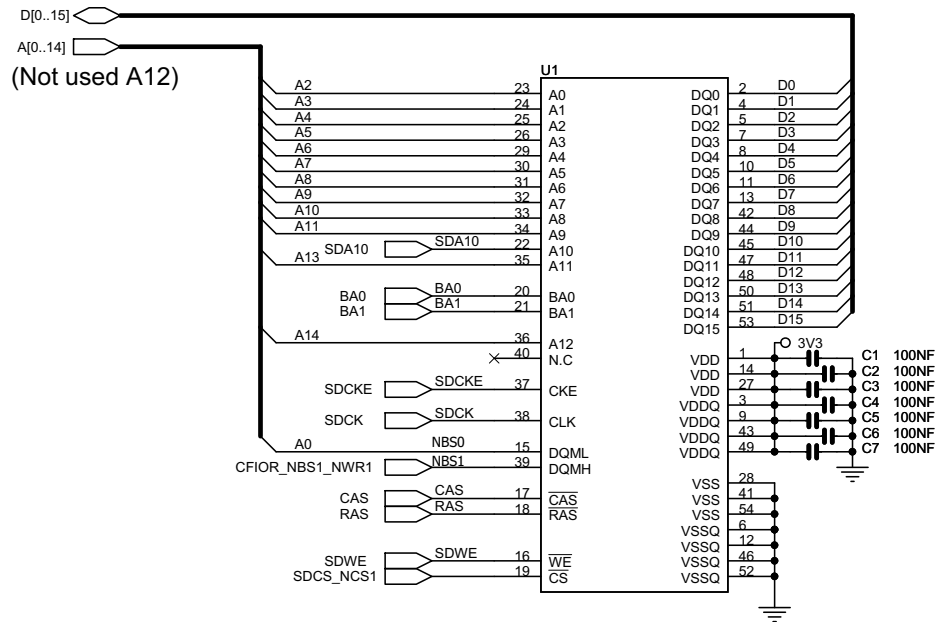 D[0..15]
A[0..14]
(Not used A12)
U1
A2 23 A0 DQ0 2 D0
A3 24 A1 DQ1 4 D1
A4 25 A2 DQ2 5 D2
A5 26 A3 DQ3 7 D3
A6 29 A4 DQ4 8 D4
A7 30 A5 DQ5 10 D5
A8 31 A6 DQ6 11 D6
A9 32 A7 DQ7 13 D7
A10 33 A8 DQ8 42 D8
A11 34 A9 DQ9 44 D9
SDA10 SDA10 22 A10 DQ10 45 D10
A13 35 A11 DQ11 47 D11
DQ12 48 D12
BA0 BA0 20 BA0 DQ13 50 D13
BA1 BA1 21 BA1 DQ14 51 D14
DQ15 53 D15
A14 36 A12 3V3
40 N.C VDD 1 C1 100NF
VDD 14 C2 100NF
SDCKE SDCKE 37 CKE VDD 27 C3 100NF
VDDQ 3 C4 100NF
SDCK SDCK 38 CLK VDDQ 9 C5 100NF
VDDQ 43 C6 100NF
A0 NBS0 15 DQML VDDQ 49 C7 100NF
CFIOR_NBS1_NWR1 NBS1 39 DQMH
VSS 28
CAS CAS 17 CAS VSS 41
RAS RAS 18 RAS VSS 54
VSSQ 6
VSSQ 12
SDWE SDWE 16 WE VSSQ 46
SDCS_NCS1 19 CS VSSQ 52